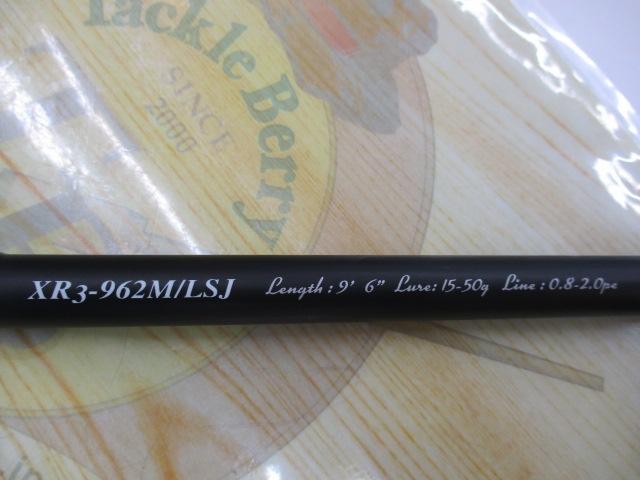 Tackle Berry
SINCE
2000
XR3-962M/LSJ Length : 9' 6" Lure: 15-50g Line : 0.8-2.0pe